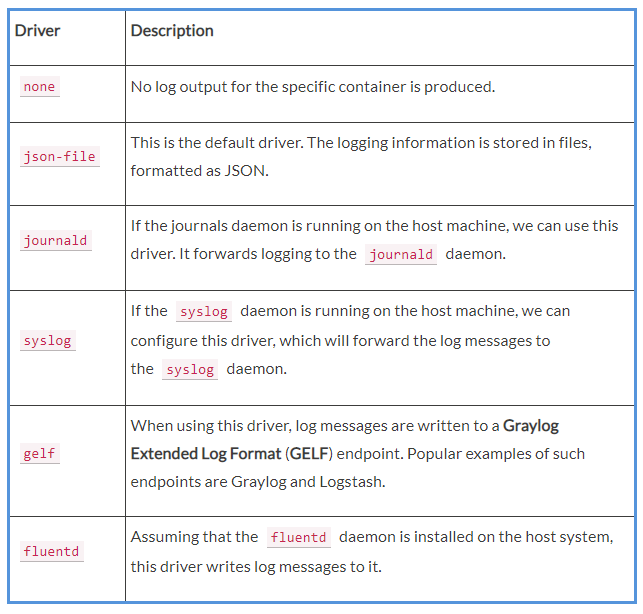 Driver Description
none No log output for the specific container is produced.
This is the default driver. The logging information is stored in files,
json-file
formatted as JSON.
If the journals daemon is running on the host machine, we can use this
journald
driver. It forwards logging to the journald daemon.
If the syslog daemon is running on the host machine, we can
syslog configure this driver, which will forward the log messages to
the syslog daemon.
When using this driver, log messages are written to a Graylog
gelf Extended Log Format (GELF) endpoint. Popular examples of such
endpoints are Graylog and Logstash.
Assuming that the fluentd daemon is installed on the host system,
fluentd
this driver writes log messages to it.